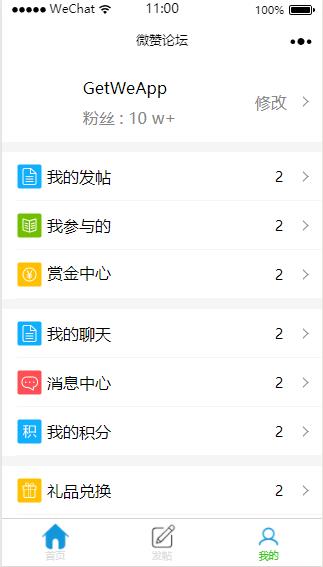 WeChat 11:00 100%
微赞论坛
GetWeApp
粉丝 : 10 w+
修改
我的发帖 2
我参与的 2
赏金中心 2
我的聊天 2
消息中心 2
积 我的积分 2
礼品兑换 2
首页 发帖 我的